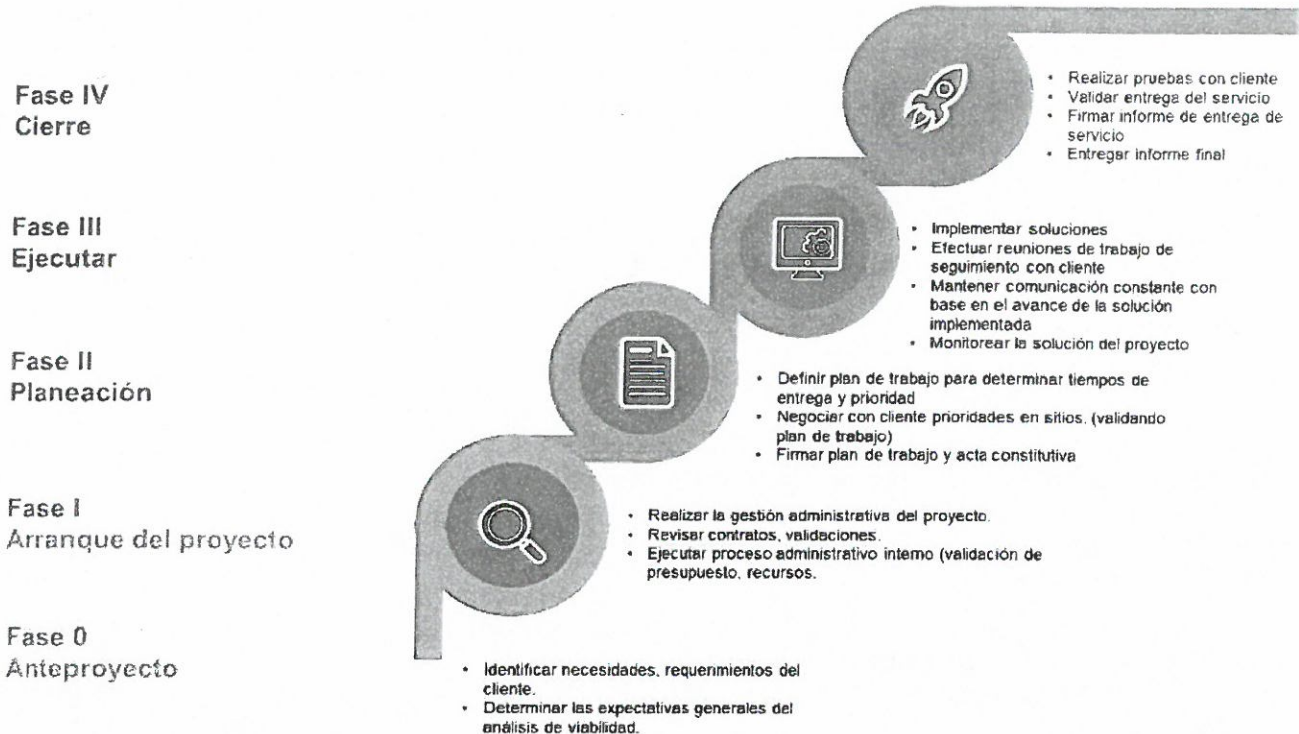 Fase IV
Cierre
• Realizar pruebas con cliente
• Validar entrega del servicio
• Firmar informe de entrega de
servicio
• Entregar informe final
Fase III
Ejecutar
• Implementar soluciones
• Efectuar reuniones de trabajo de
seguimiento con cliente
• Mantener comunicación constante con
base en el avance de la solución
implementada
• Monitorear la solución del proyecto
Fase II
Planeación
• Definir plan de trabajo para determinar tiempos de
entrega y prioridad
• Negociar con cliente prioridades en sitios. (validando
plan de trabajo)
• Firmar plan de trabajo y acta constitutiva
Fase I
Arranque del proyecto
• Realizar la gestión administrativa del proyecto.
• Revisar contratos, validaciones.
• Ejecutar proceso administrativo interno (validación de
presupuesto, recursos.
Fase 0
Anteproyecto
• Identificar necesidades, requerimientos del
cliente.
• Determinar las expectativas generales del
análisis de viabilidad.